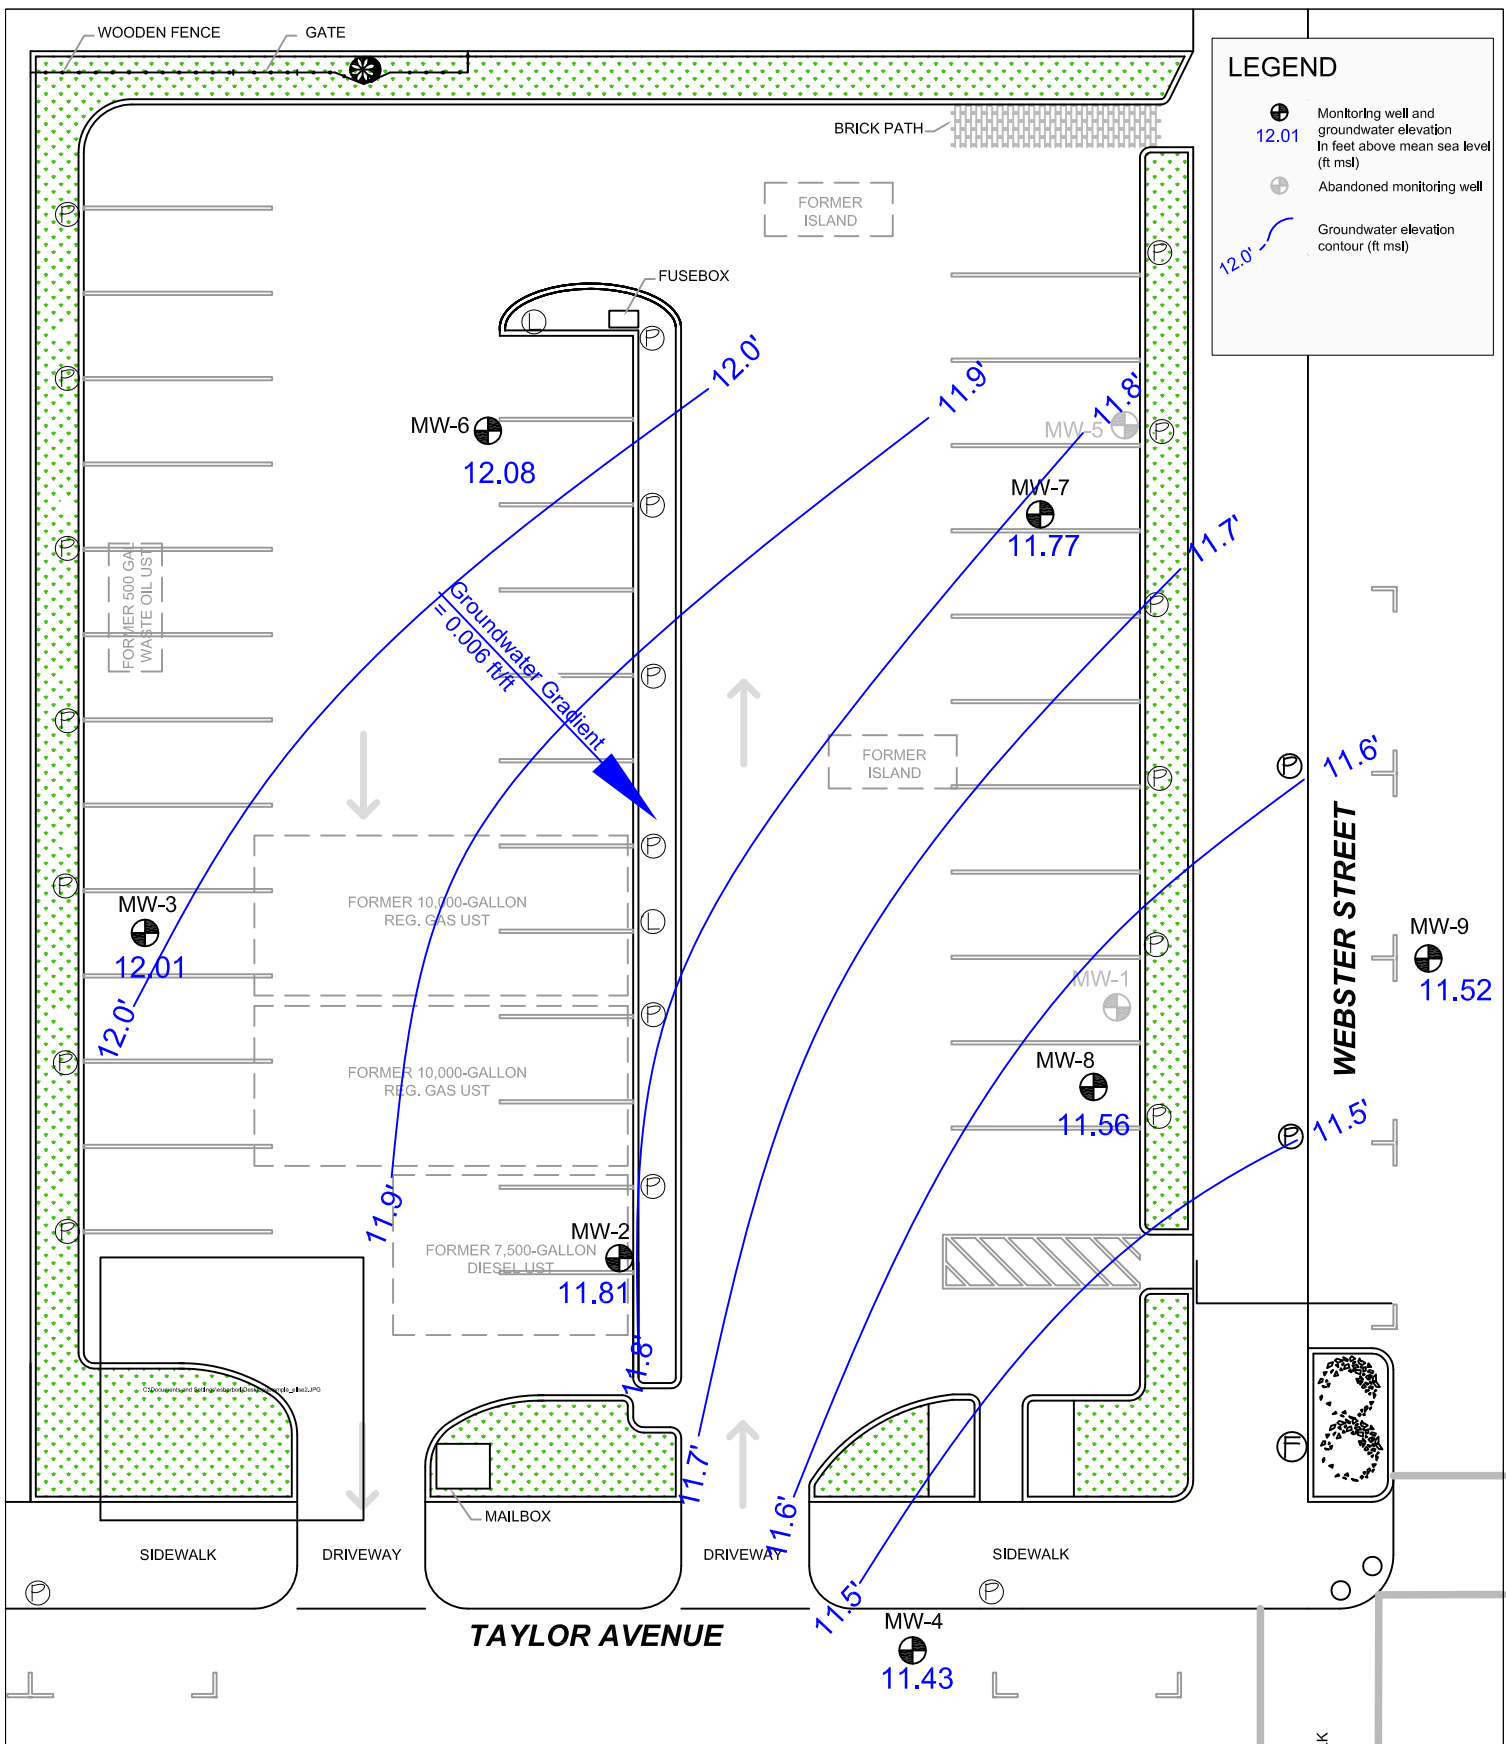 WOODEN FENCE
GATE
LEGEND
12.01
Monitoring well and
groundwater elevation
In feet above mean sea level
(ft msl)
Abandoned monitoring well
12.0'
Groundwater elevation
contour (ft msl)
BRICK PATH
FORMER
ISLAND
FUSEBOX
L
P
P
P
P
12.0'
11.9'
11.8'
MW-6
12.08
MW-5
P
P
MW-7
11.77
11.7'
FORMER 500 GAL
WASTE OIL UST
P
P
P
Groundwater Gradient
= 0.006 ft/ft
P
P
FORMER
ISLAND
P
P
11.6'
P
WEBSTER STREET
P
L
P
MW-3
12.01
FORMER 10,000-GALLON
REG. GAS UST
MW-9
11.52
12.0'
MW-1
P
P
FORMER 10,000-GALLON
REG. GAS UST
MW-8
11.56
P
P
11.5'
P
P
11.9'
MW-2
FORMER 7,500-GALLON
DIESEL UST
11.81
11.8'
11.7'
F
MAILBOX
11.6'
SIDEWALK
DRIVEWAY
DRIVEWAY
SIDEWALK
P
P
11.5'
TAYLOR AVENUE
MW-4
11.43